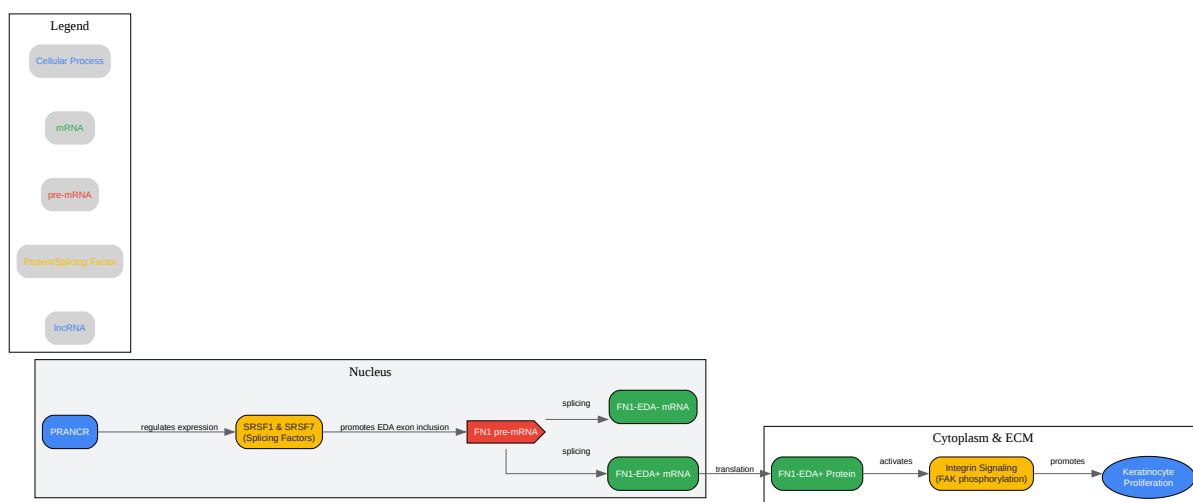 Legend
Cellular Process
mRNA
pre-mRNA
Protein/Splicing Factor
lncRNA
Nucleus
PRANCR
regulates expression
SRSF1 & SRSF7
(Splicing Factors)
promotes EDA exon inclusion
FN1 pre-mRNA
splicing
FN1-EDA- mRNA
splicing
FN1-EDA+ mRNA
translation
Cytoplasm & ECM
FN1-EDA+ Protein
activates
Integrin Signaling
(FAK phosphorylation)
promotes
Keratinocyte
Proliferation